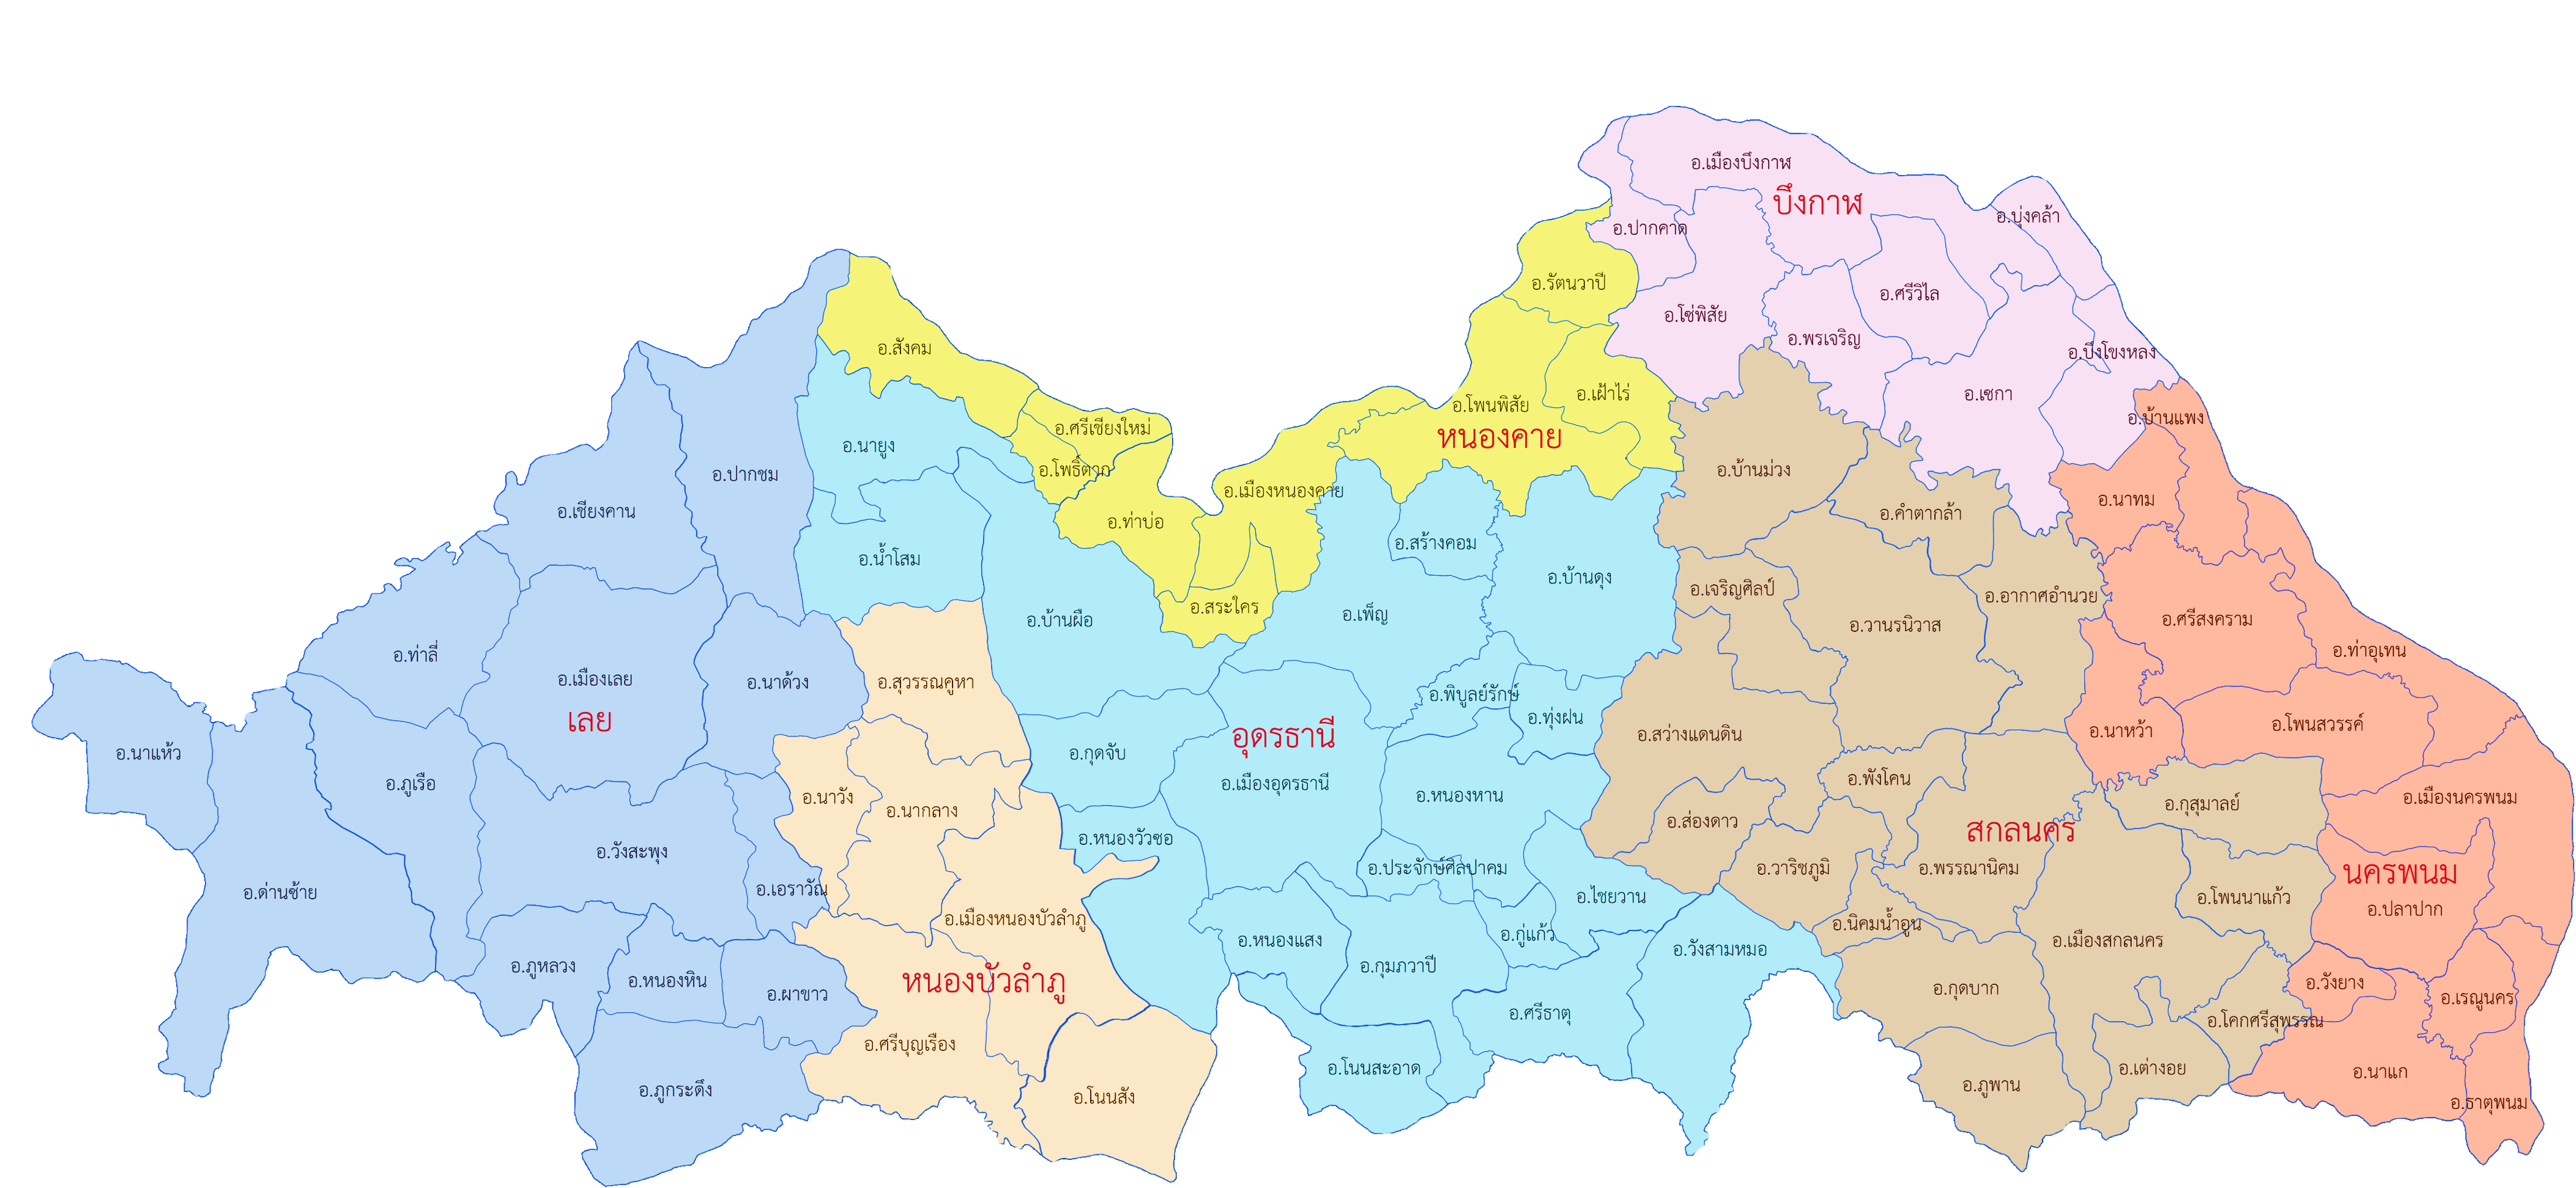 อ.เมืองบึงกาฬ
บึงกาฬ
อ.บุ่งคล้า
อ.ปากคาด
อ.รัตนวาปี
อ.ศรีวิไล
อ.โซ่พิสัย
อ.พรเจริญ
อ.บึงโขงหลง
อ.เซกา
อ.สังคม
อ.ศรีเชียงใหม่
อ.โพธิ์ตาก
อ.ท่าบ่อ
อ.เมืองหนองคาย
อ.สระใคร
อ.โพนพิสัย
อ.เฝ้าไร่
หนองคาย
อ.ปากชม
อ.เชียงคาน
อ.ท่าลี่
อ.เมืองเลย
เลย
อ.นาด้วง
อ.นาแห้ว
อ.ภูเรือ
อ.ด่านซ้าย
อ.วังสะพุง
อ.เอราวัณ
อ.ภูหลวง
อ.หนองหิน
อ.ผาขาว
อ.ภูกระดึง
อ.สุวรรณคูหา
อ.นาวัง
อ.นากลาง
อ.เมืองหนองบัวลำภู
หนองบัวลำภู
อ.ศรีบุญเรือง
อ.โนนสัง
อ.นายูง
อ.น้ำโสม
อ.บ้านผือ
อ.เพ็ญ
อ.สร้างคอม
อ.บ้านดุง
อ.พิบูลย์รักษ์
อ.ทุ่งฝน
อุดรธานี
อ.กุดจับ
อ.เมืองอุดรธานี
อ.หนองหาน
อ.หนองวัวซอ
อ.ประจักษ์ศิลปาคม
อ.ไชยวาน
อ.หนองแสง
อ.กุมภวาปี
อ.กู่แก้ว
อ.วังสามหมอ
อ.ศรีธาตุ
อ.โนนสะอาด
อ.บ้านม่วง
อ.คำตากล้า
อ.เจริญศิลป์
อ.วานรนิวาส
อ.อากาศอำนวย
อ.สว่างแดนดิน
อ.พังโคน
อ.ส่องดาว
อ.วาริชภูมิ
สกลนคร
อ.พรรณานิคม
อ.กุสุมาลย์
อ.โพนนาแก้ว
อ.นิคมน้ำอูน
อ.เมืองสกลนคร
อ.กุดบาก
อ.โคกศรีสุพรรณ
อ.เต่างอย
อ.ภูพาน
อ.บ้านแพง
อ.นาทม
อ.ศรีสงคราม
อ.ท่าอุเทน
อ.นาหว้า
อ.โพนสวรรค์
อ.เมืองนครพนม
นครพนม
อ.ปลาปาก
อ.วังยาง
อ.เรณูนคร
อ.นาแก
อ.ธาตุพนม